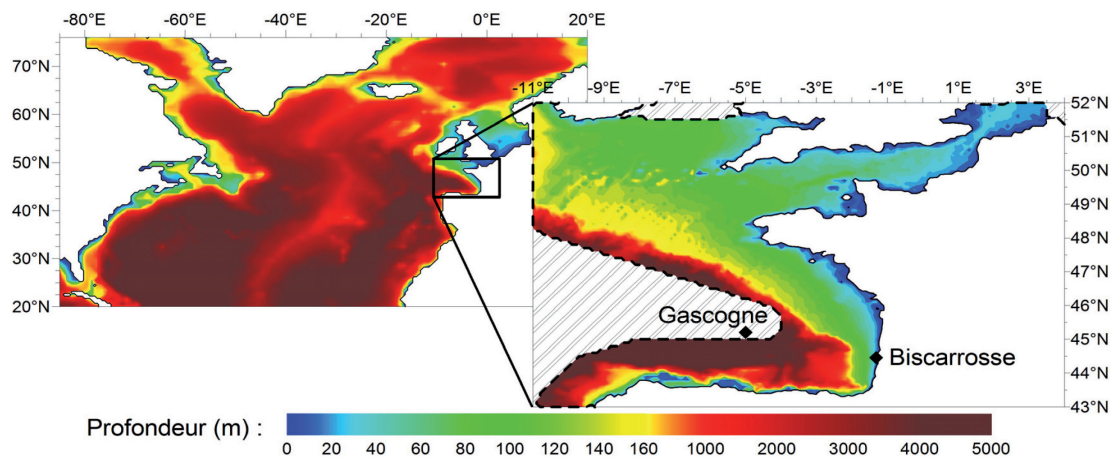 -80°E -60°E -40°E -20°E 0°E 20°E
70°N
60°N
50°N
40°N
30°N
20°N
-11°E -9°E -7°E -5°E -3°E -1°E 1°E 3°E
52°N
51°N
50°N
49°N
48°N
47°N
46°N
45°N
44°N
43°N
Gascogne
Biscarrosse
Profondeur (m) :
0 20 40 60 80 100 120 140 160 1000 2000 3000 4000 5000